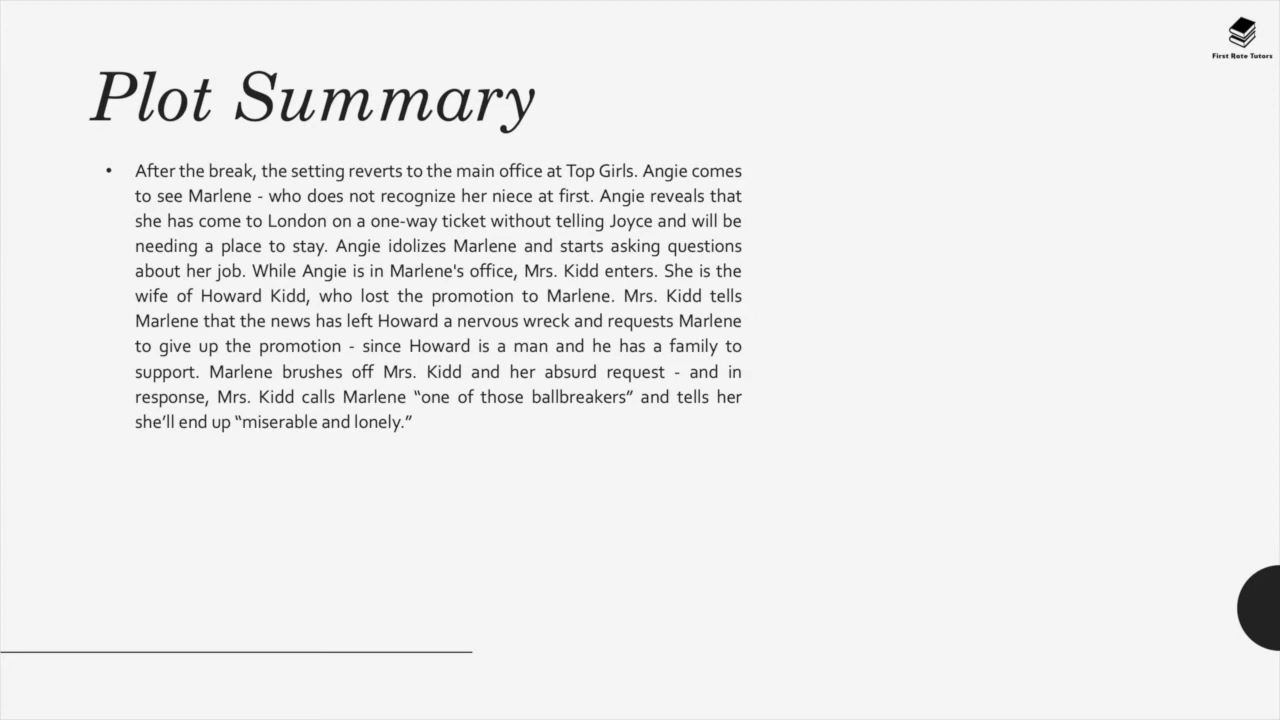 First Rate Tutors
Plot Summary
• After the break, the setting reverts to the main office at Top Girls. Angie comes
to see Marlene - who does not recognize her niece at first. Angie reveals that
she has come to London on a one-way ticket without telling Joyce and will be
needing a place to stay. Angie idolizes Marlene and starts asking questions
about her job. While Angie is in Marlene's office, Mrs. Kidd enters. She is the
wife of Howard Kidd, who lost the promotion to Marlene. Mrs. Kidd tells
Marlene that the news has left Howard a nervous wreck and requests Marlene
to give up the promotion - since Howard is a man and he has a family to
support. Marlene brushes off Mrs. Kidd and her absurd request - and in
response, Mrs. Kidd calls Marlene “one of those ballbreakers” and tells her
she’ll end up “miserable and lonely.”